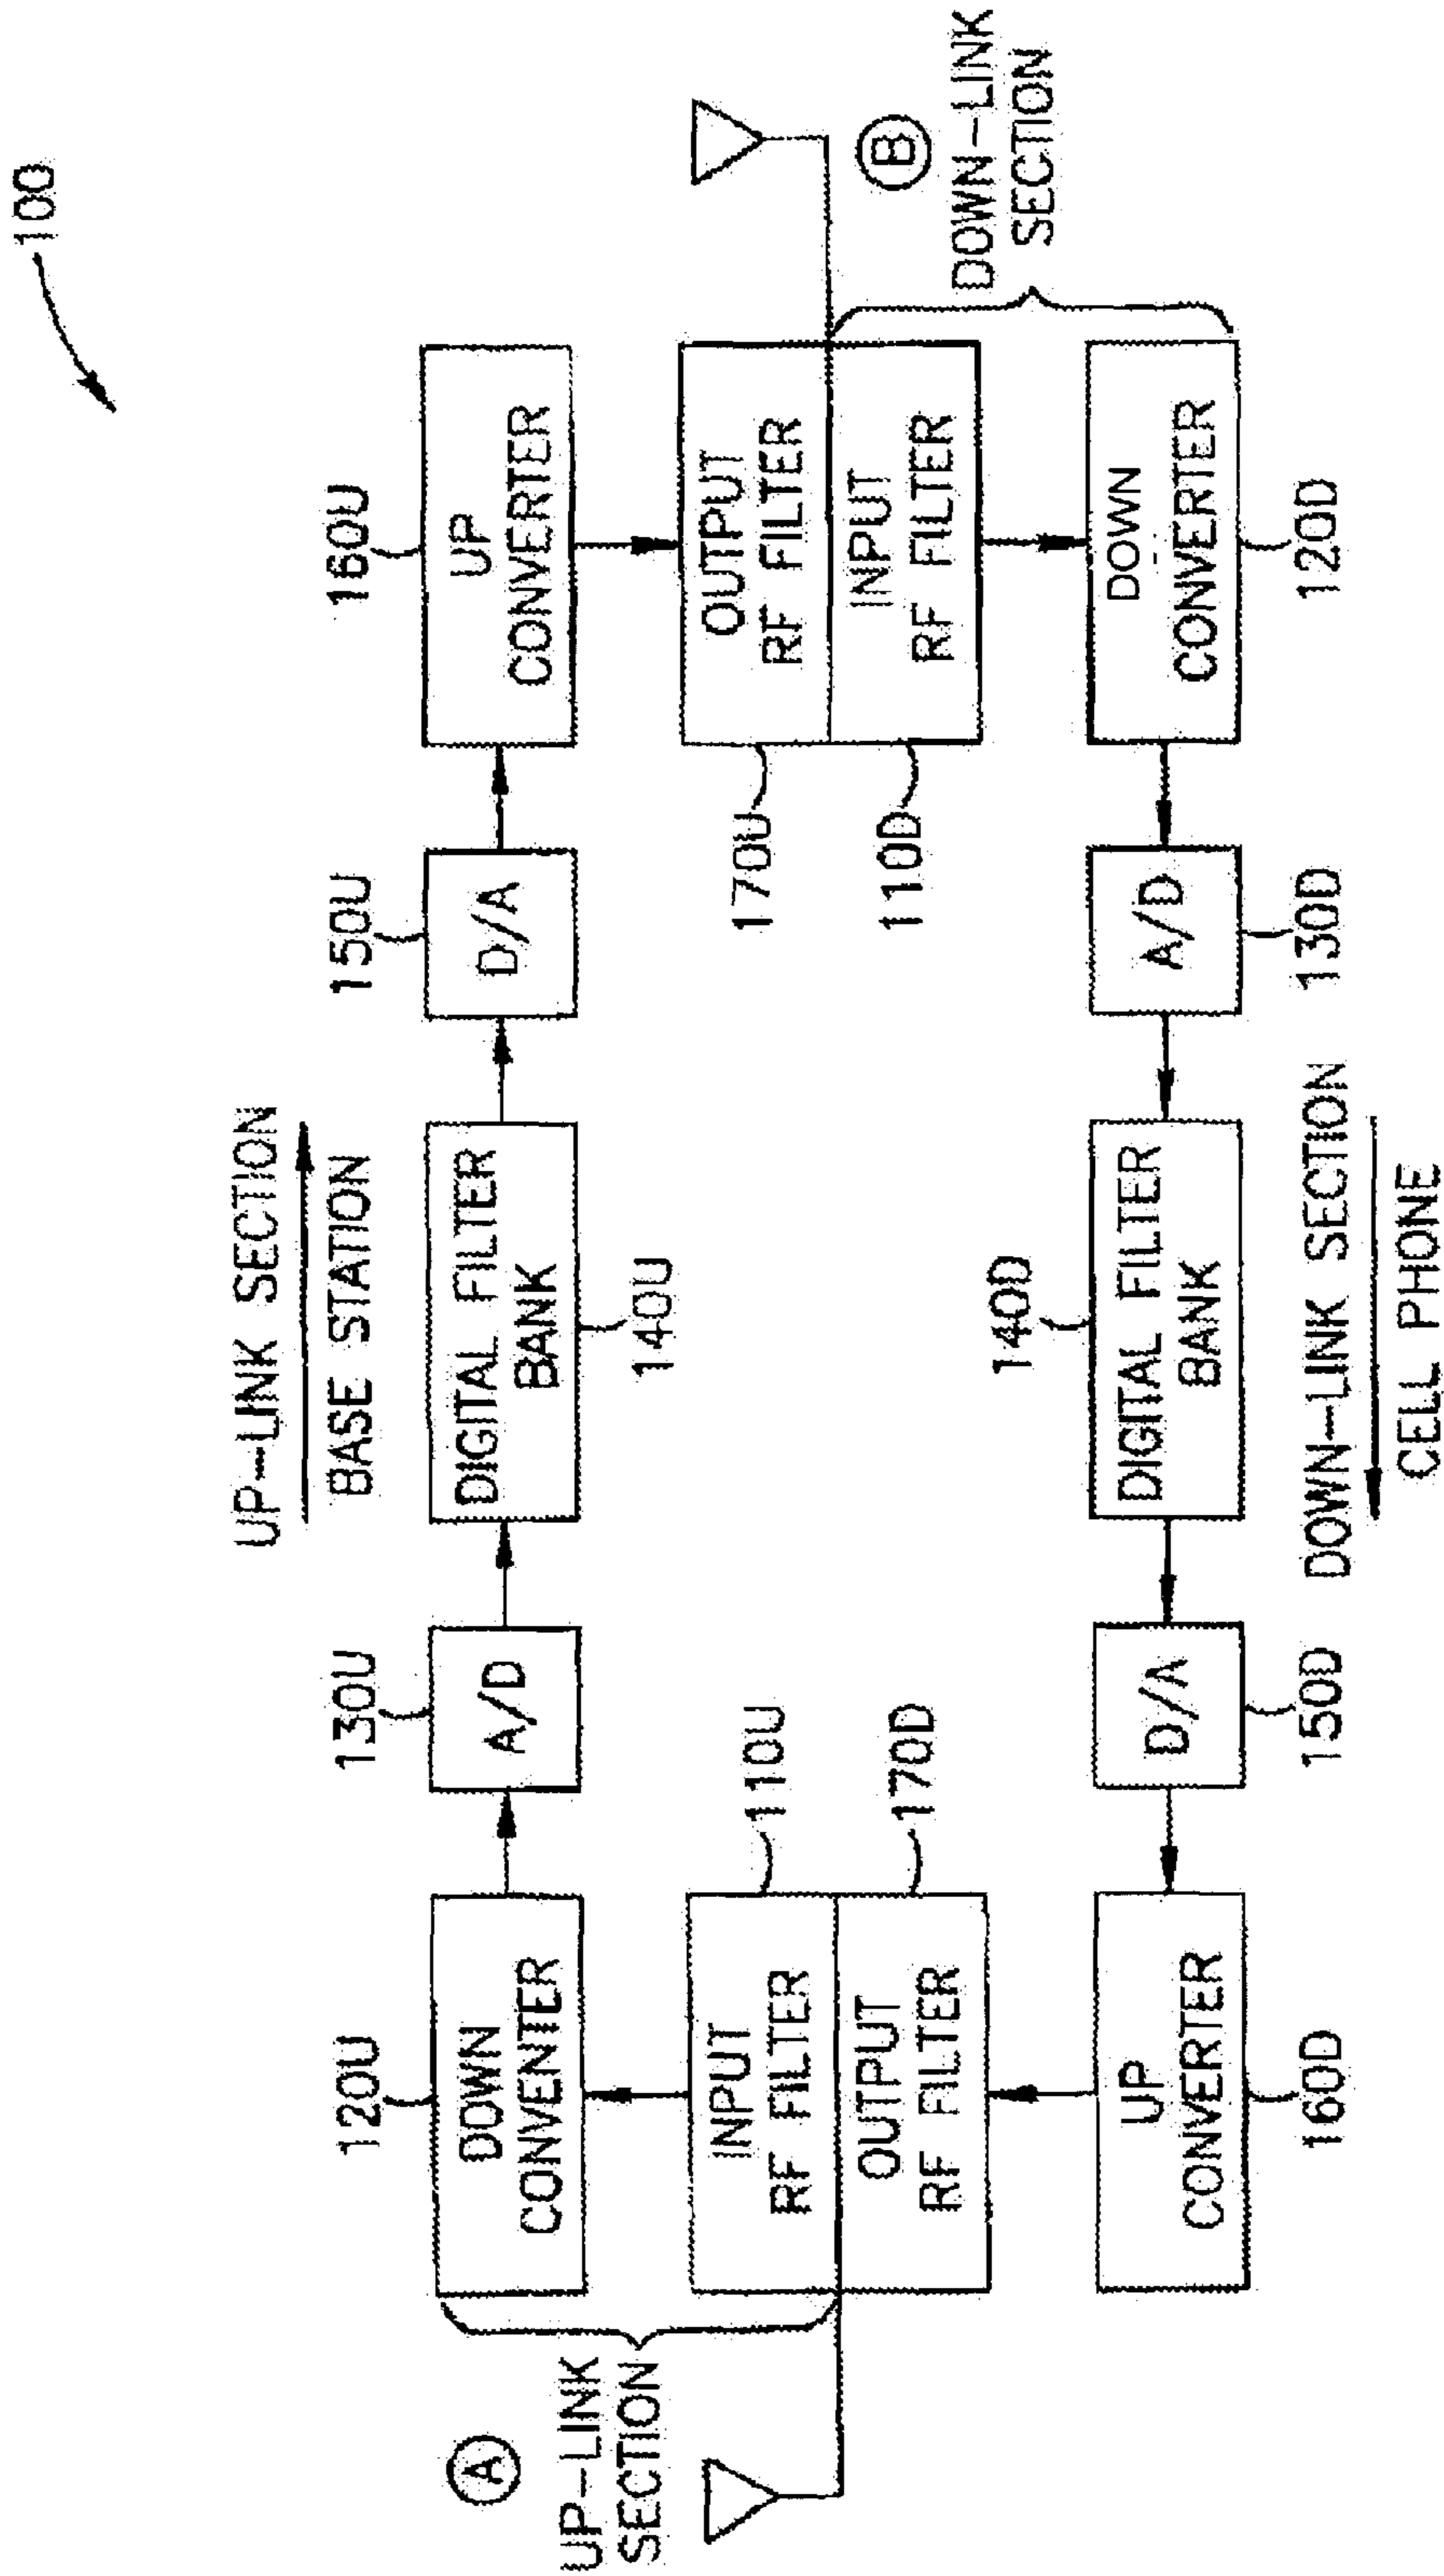 100
UP-LINK SECTION
BASE STATION
120U
130U
140U
150U
160U
DOWN
CONVENTER
A/D
DIGITAL FILTER
BANK
D/A
UP
CONVERTER
A
UP-LINK
SECTION
INPUT
RF FILTER
110U
OUTPUT
RF FILTER
170D
OUTPUT
RF FILTER
170U
INPUT
RF FILTER
110D
B
DOWN-LINK
SECTION
UP
CONVERTER
D/A
DIGITAL FILTER
BANK
140D
A/D
DOWN
CONVERTER
160D
150D
130D
120D
DOWN-LINK SECTION
CELL PHONE